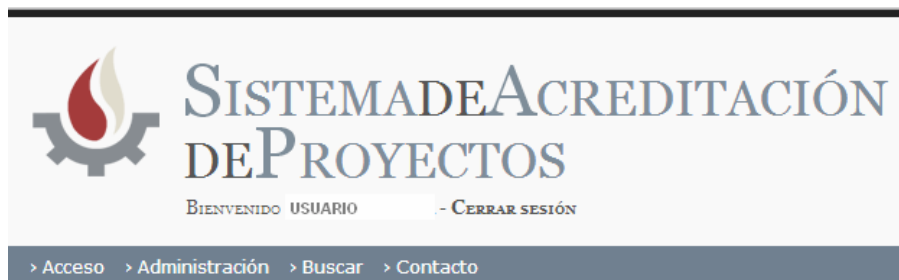 SISTEMADEACREDITACIÓN
DEPROYECTOS
BIENVENIDO USUARIO - CERRAR SESIÓN
› Acceso › Administración › Buscar › Contacto